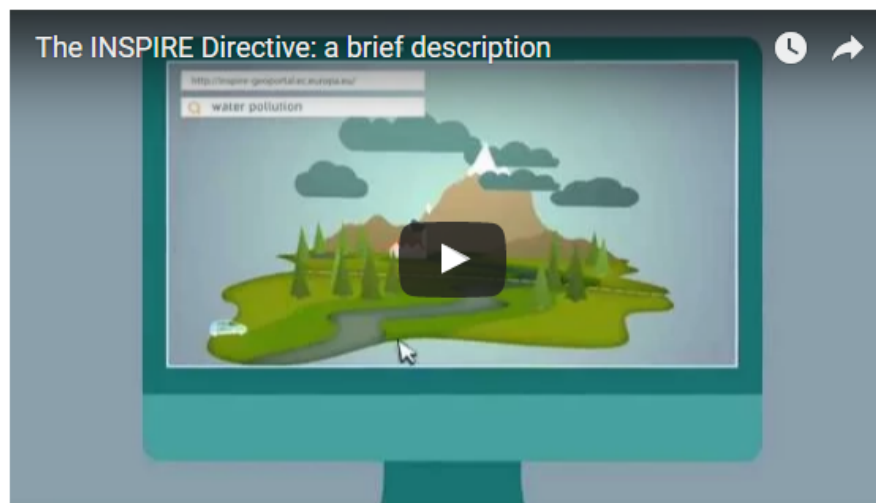 The INSPIRE Directive: a brief description
http://inspire-geoportal.ec.europa.eu/
water pollution